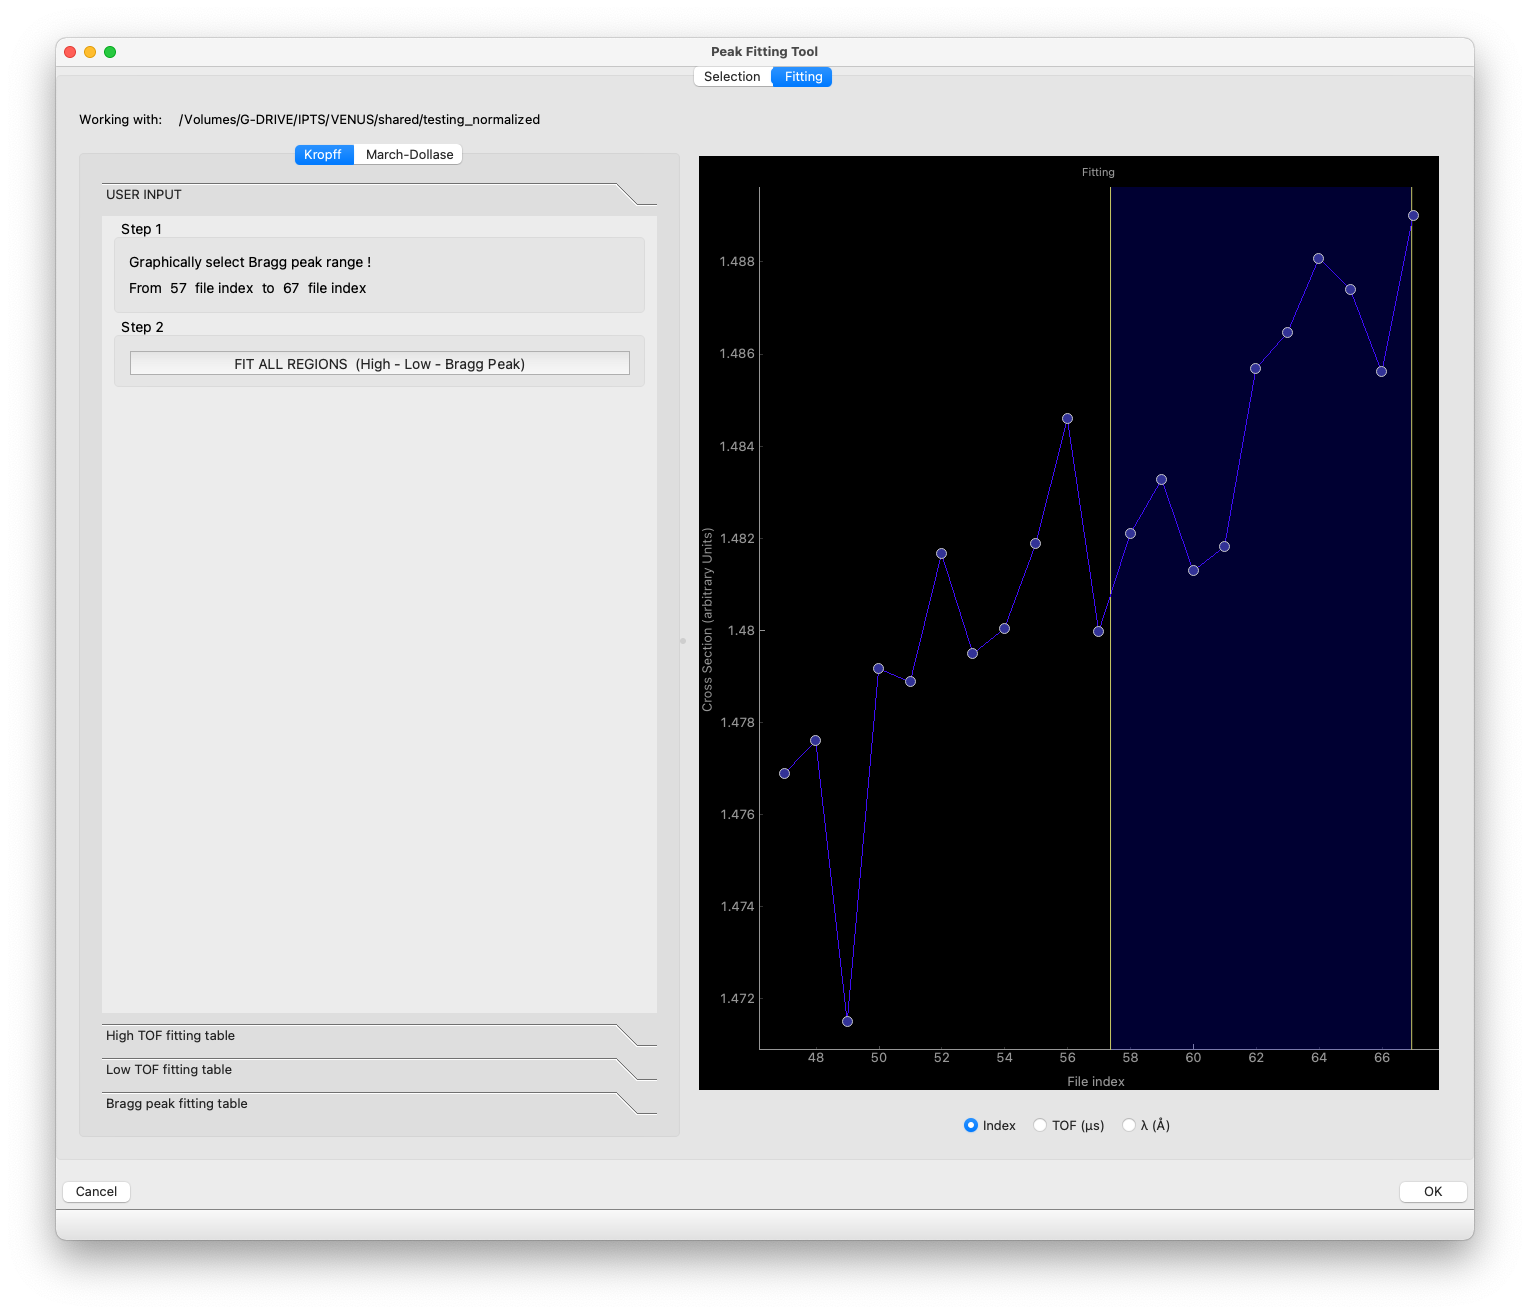 Peak Fitting Tool
Selection Fitting
Working with: /Volumes/G-DRIVE/IPTS/VENUS/shared/testing_normalized
Kropff March-Dollase
USER INPUT
Step 1
Graphically select Bragg peak range !
From 57 file index to 67 file index
Step 2
FIT ALL REGIONS (High - Low - Bragg Peak)
High TOF fitting table
Low TOF fitting table
Bragg peak fitting table
Fitting
Cross Section (arbitrary Units)
1.488
1.486
1.484
1.482
1.48
1.478
1.476
1.474
1.472
48 50 52 54 56 58 60 62 64 66
File index
Index TOF (µs) λ (Å)
Cancel OK